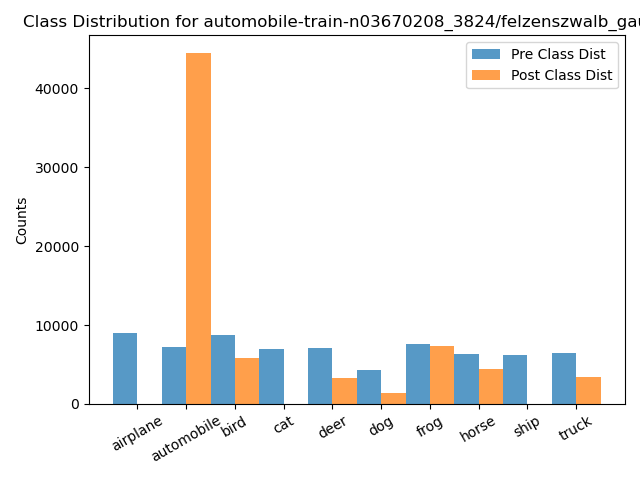 Class Distribution for automobile-train-n03670208_3824/felzenszwalb_gau
Pre Class Dist
Post Class Dist
Counts
40000
30000
20000
10000
0
airplane
automobile
bird
cat
deer
dog
frog
horse
ship
truck